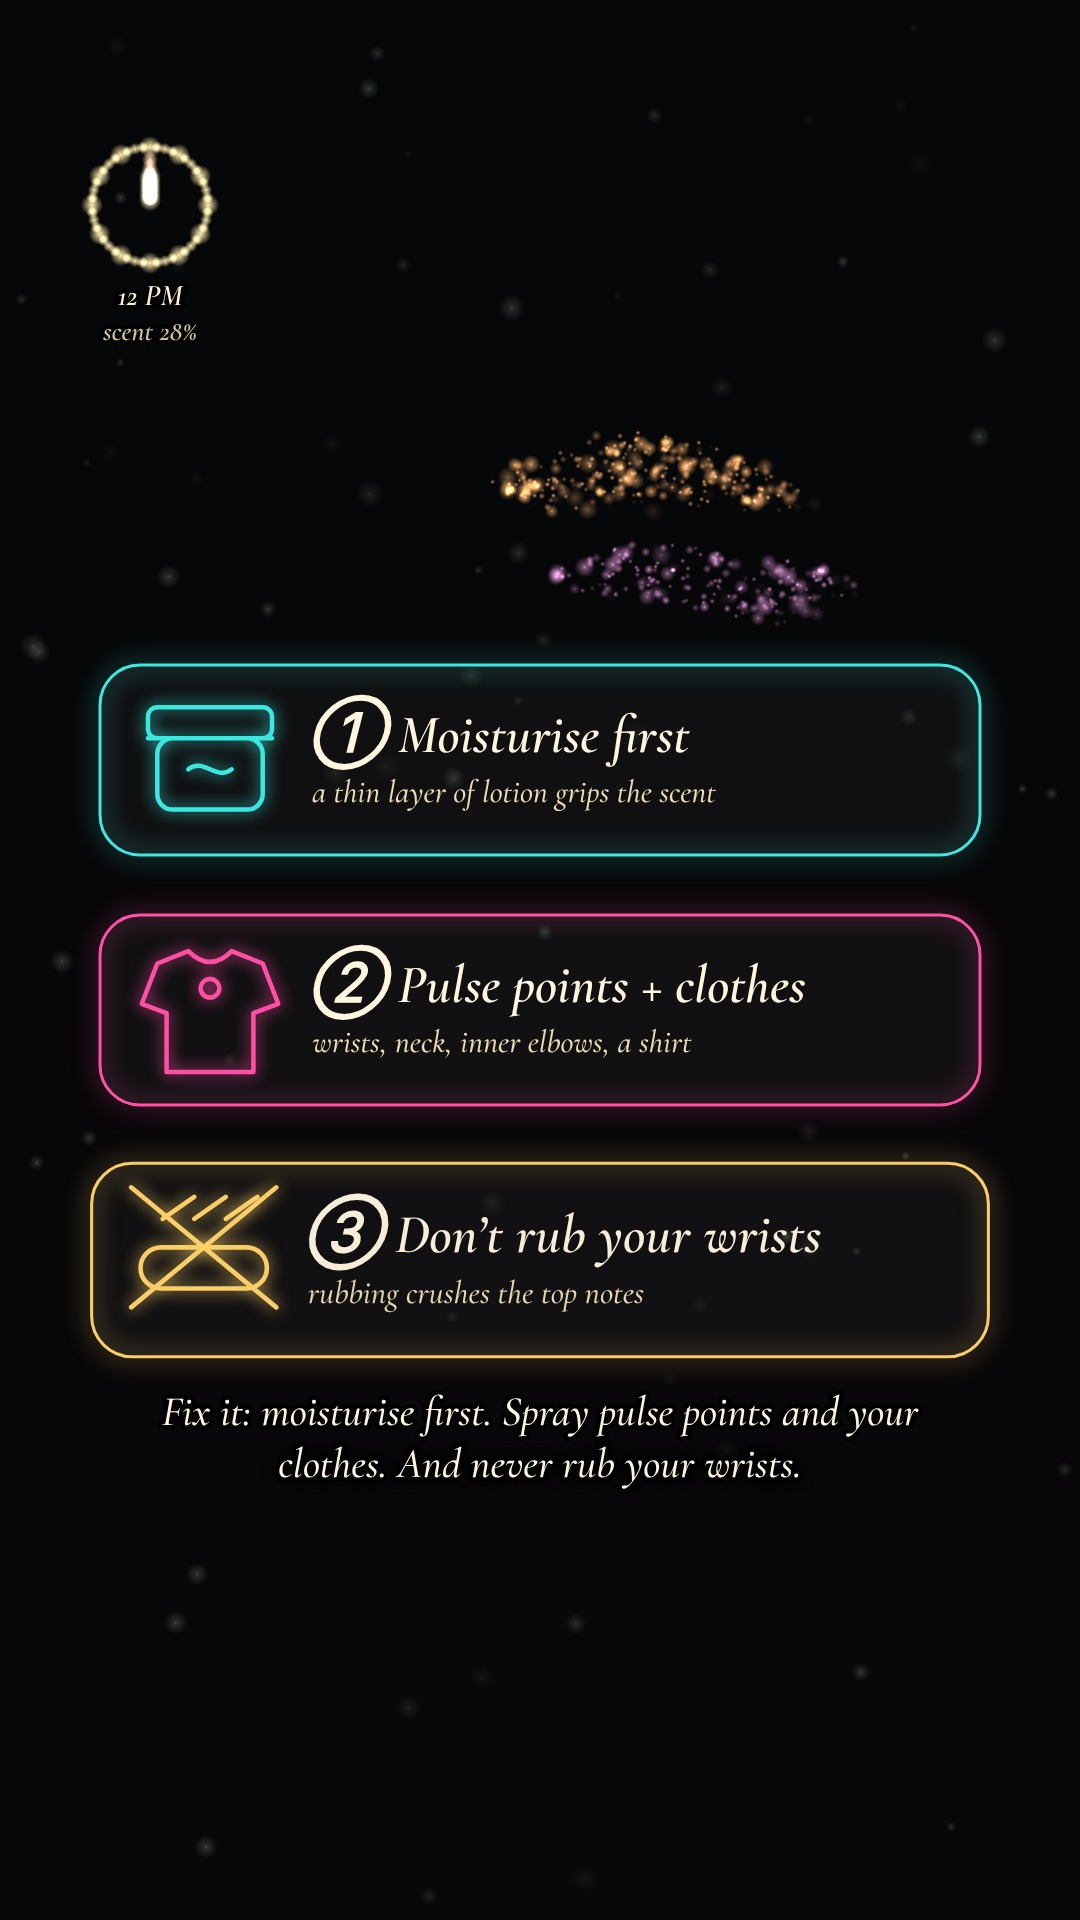 12 PM
scent 28%
① Moisturise first
a thin layer of lotion grips the scent
② Pulse points + clothes
wrists, neck, inner elbows, a shirt
③ Don’t rub your wrists
rubbing crushes the top notes
Fix it: moisturise first. Spray pulse points and your
clothes. And never rub your wrists.